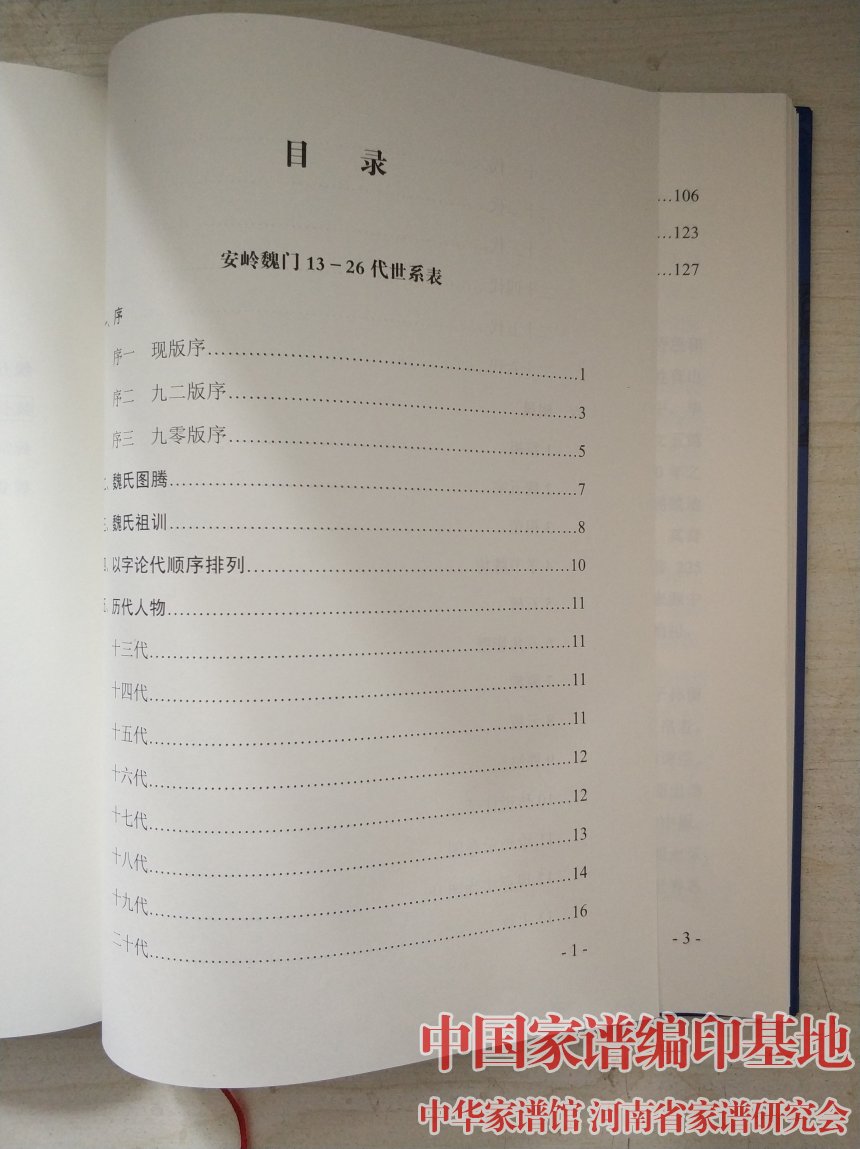 目 录
安岭魏门 13－26 代世系表
、序
序一 现版序……1
序二 九二版序……3
序三 九零版序……5
魏氏图腾……7
魏氏祖训……8
以字论代顺序排列……10
历代人物……11
十三代……11
十四代……11
十五代……11
十六代……12
十七代……12
十八代……13
十九代……14
二十代……16
- 1 -
…106
…123
…127
- 3 -
中国家谱编印基地
中华家谱馆 河南省家谱研究会